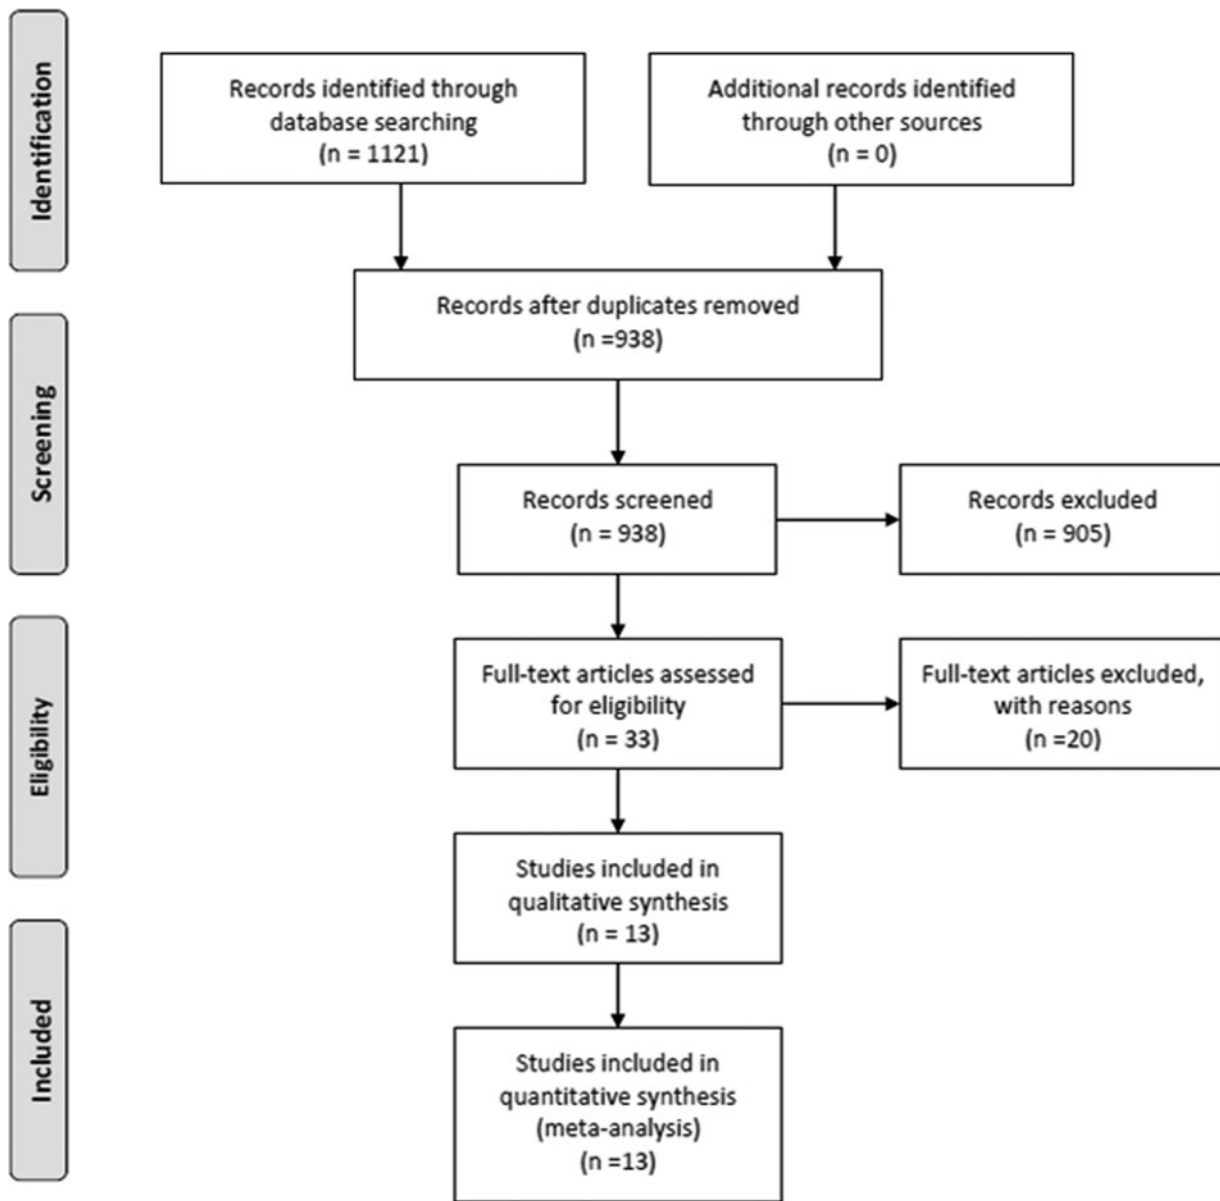 Identification
Records identified through
database searching
(n = 1121)
Additional records identified
through other sources
(n = 0)
Records after duplicates removed
(n =938)
Screening
Records screened
(n = 938)
Records excluded
(n = 905)
Eligibility
Full-text articles assessed
for eligibility
(n = 33)
Full-text articles excluded,
with reasons
(n =20)
Studies included in
qualitative synthesis
(n = 13)
Included
Studies included in
quantitative synthesis
(meta-analysis)
(n =13)